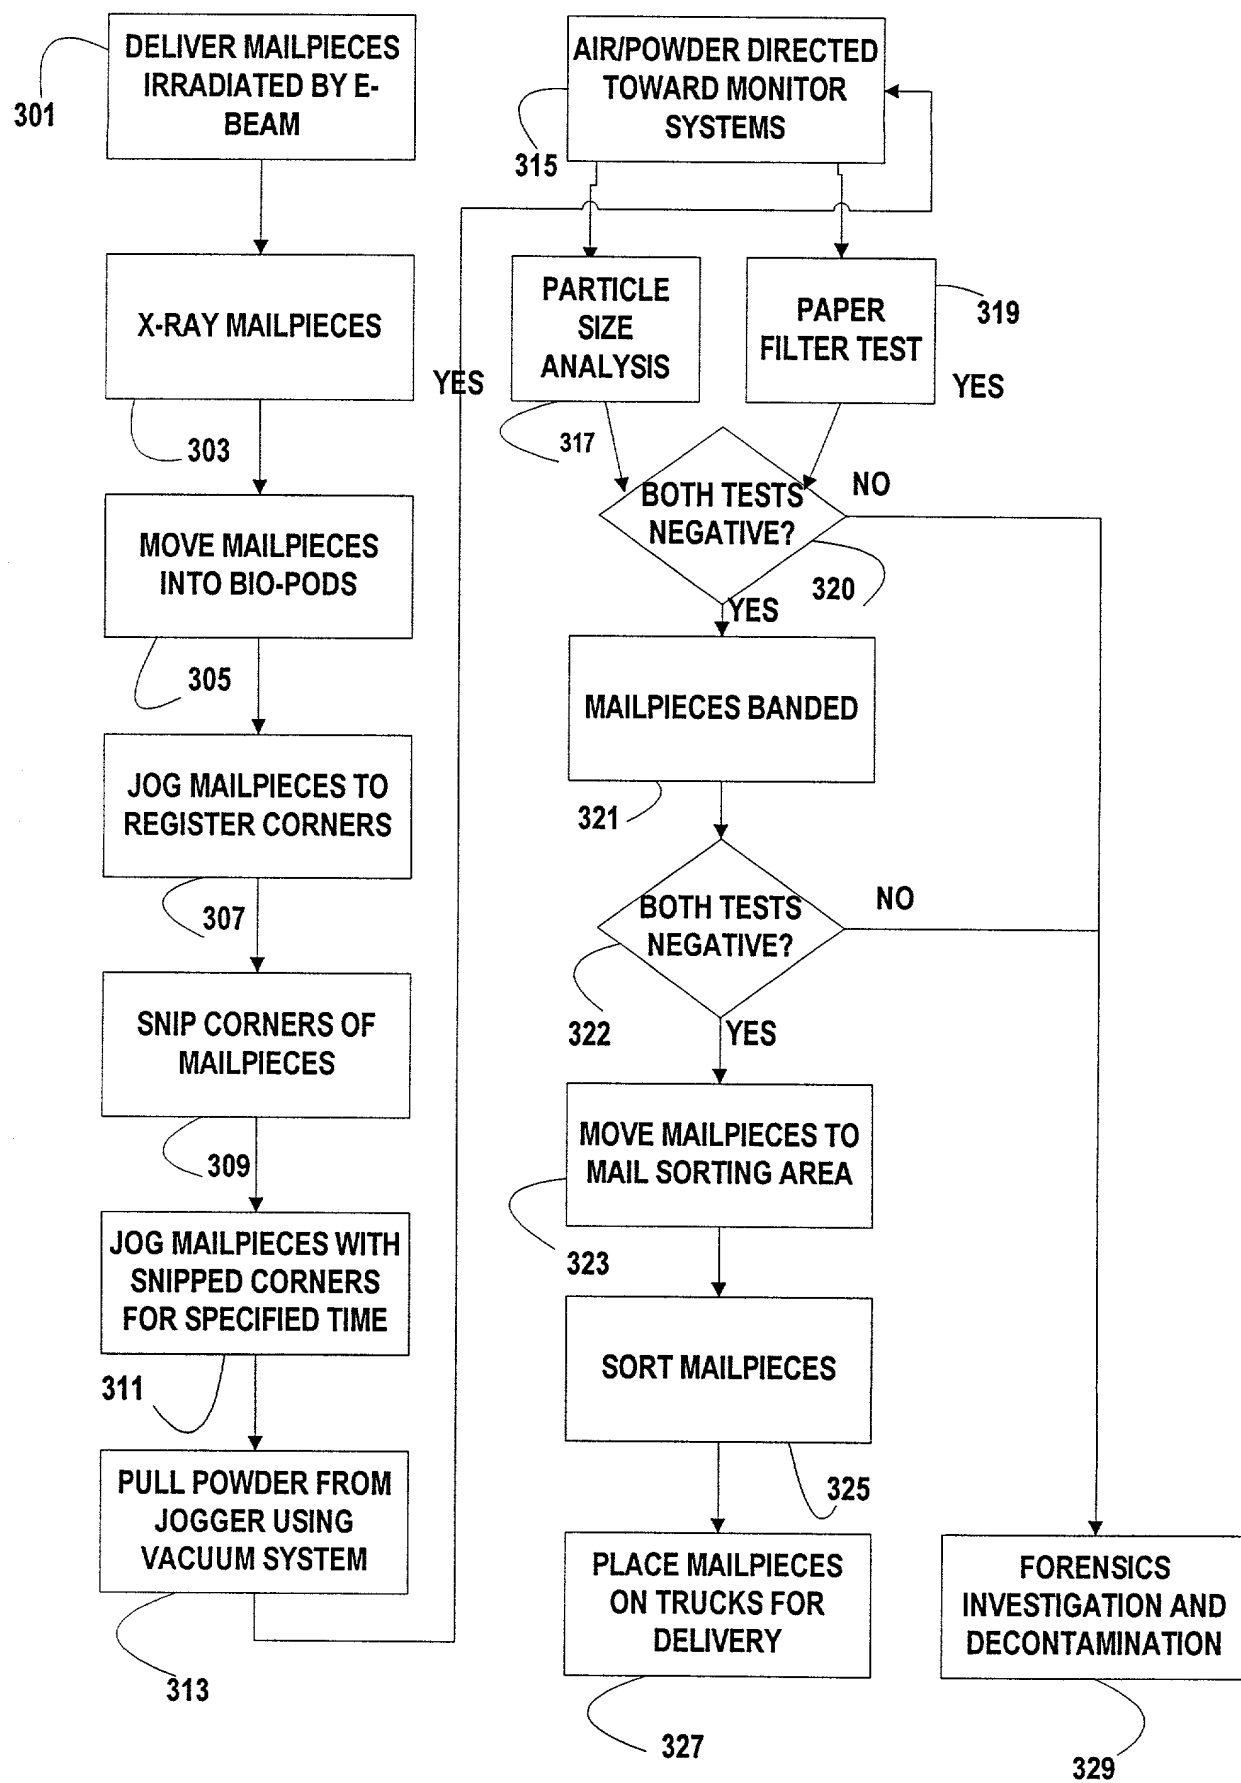 DELIVER MAILPIECES
IRRADIATED BY E-
BEAM
301
X-RAY MAILPIECES
303
MOVE MAILPIECES
INTO BIO-PODS
305
JOG MAILPIECES TO
REGISTER CORNERS
307
SNIP CORNERS OF
MAILPIECES
309
JOG MAILPIECES WITH
SNIPPED CORNERS
FOR SPECIFIED TIME
311
PULL POWDER FROM
JOGGER USING
VACUUM SYSTEM
313
AIR/POWDER DIRECTED
TOWARD MONITOR
SYSTEMS
315
PARTICLE
SIZE
ANALYSIS
YES
317
PAPER
FILTER TEST
319
YES
BOTH TESTS
NEGATIVE?
NO
320
YES
MAILPIECES BANDED
321
BOTH TESTS
NEGATIVE?
NO
322
YES
MOVE MAILPIECES TO
MAIL SORTING AREA
323
SORT MAILPIECES
325
PLACE MAILPIECES
ON TRUCKS FOR
DELIVERY
327
FORENSICS
INVESTIGATION AND
DECONTAMINATION
329